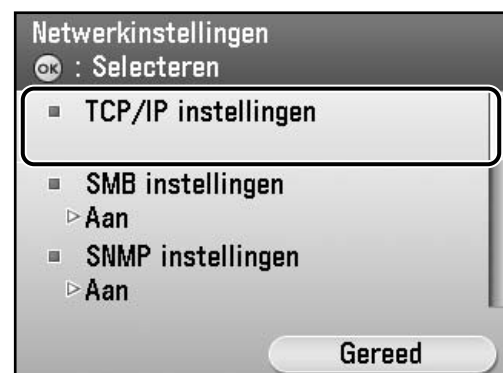 Netwerkinstellingen
OK : Selecteren
TCP/IP instellingen
SMB instellingen
Aan
SNMP instellingen
Aan
Gereed